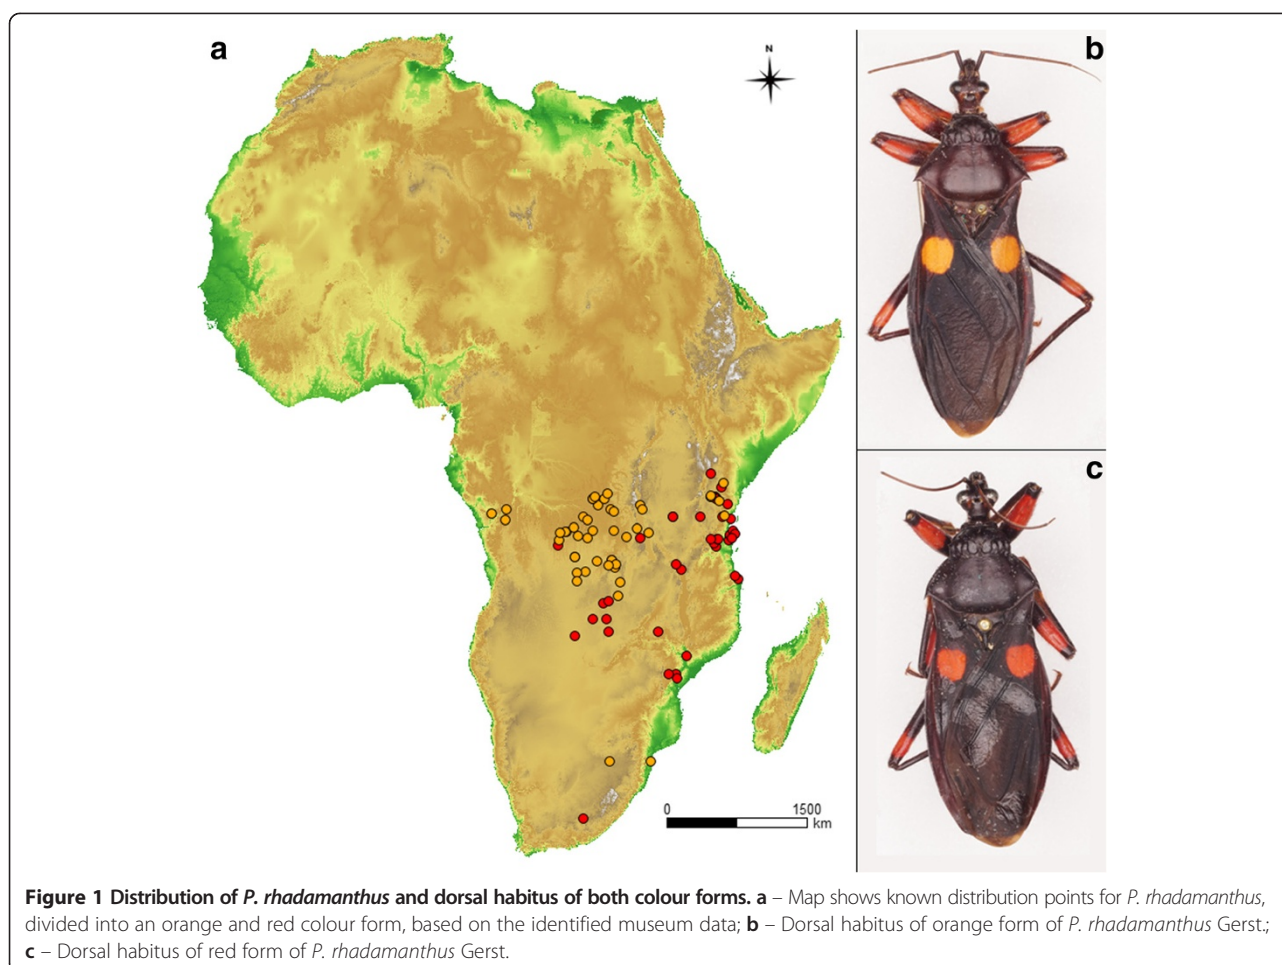 a
N
b
c
0 1500
km
Figure 1 Distribution of P. rhadamanthus and dorsal habitus of both colour forms. a – Map shows known distribution points for P. rhadamanthus,
divided into an orange and red colour form, based on the identified museum data; b – Dorsal habitus of orange form of P. rhadamanthus Gerst.;
c – Dorsal habitus of red form of P. rhadamanthus Gerst.